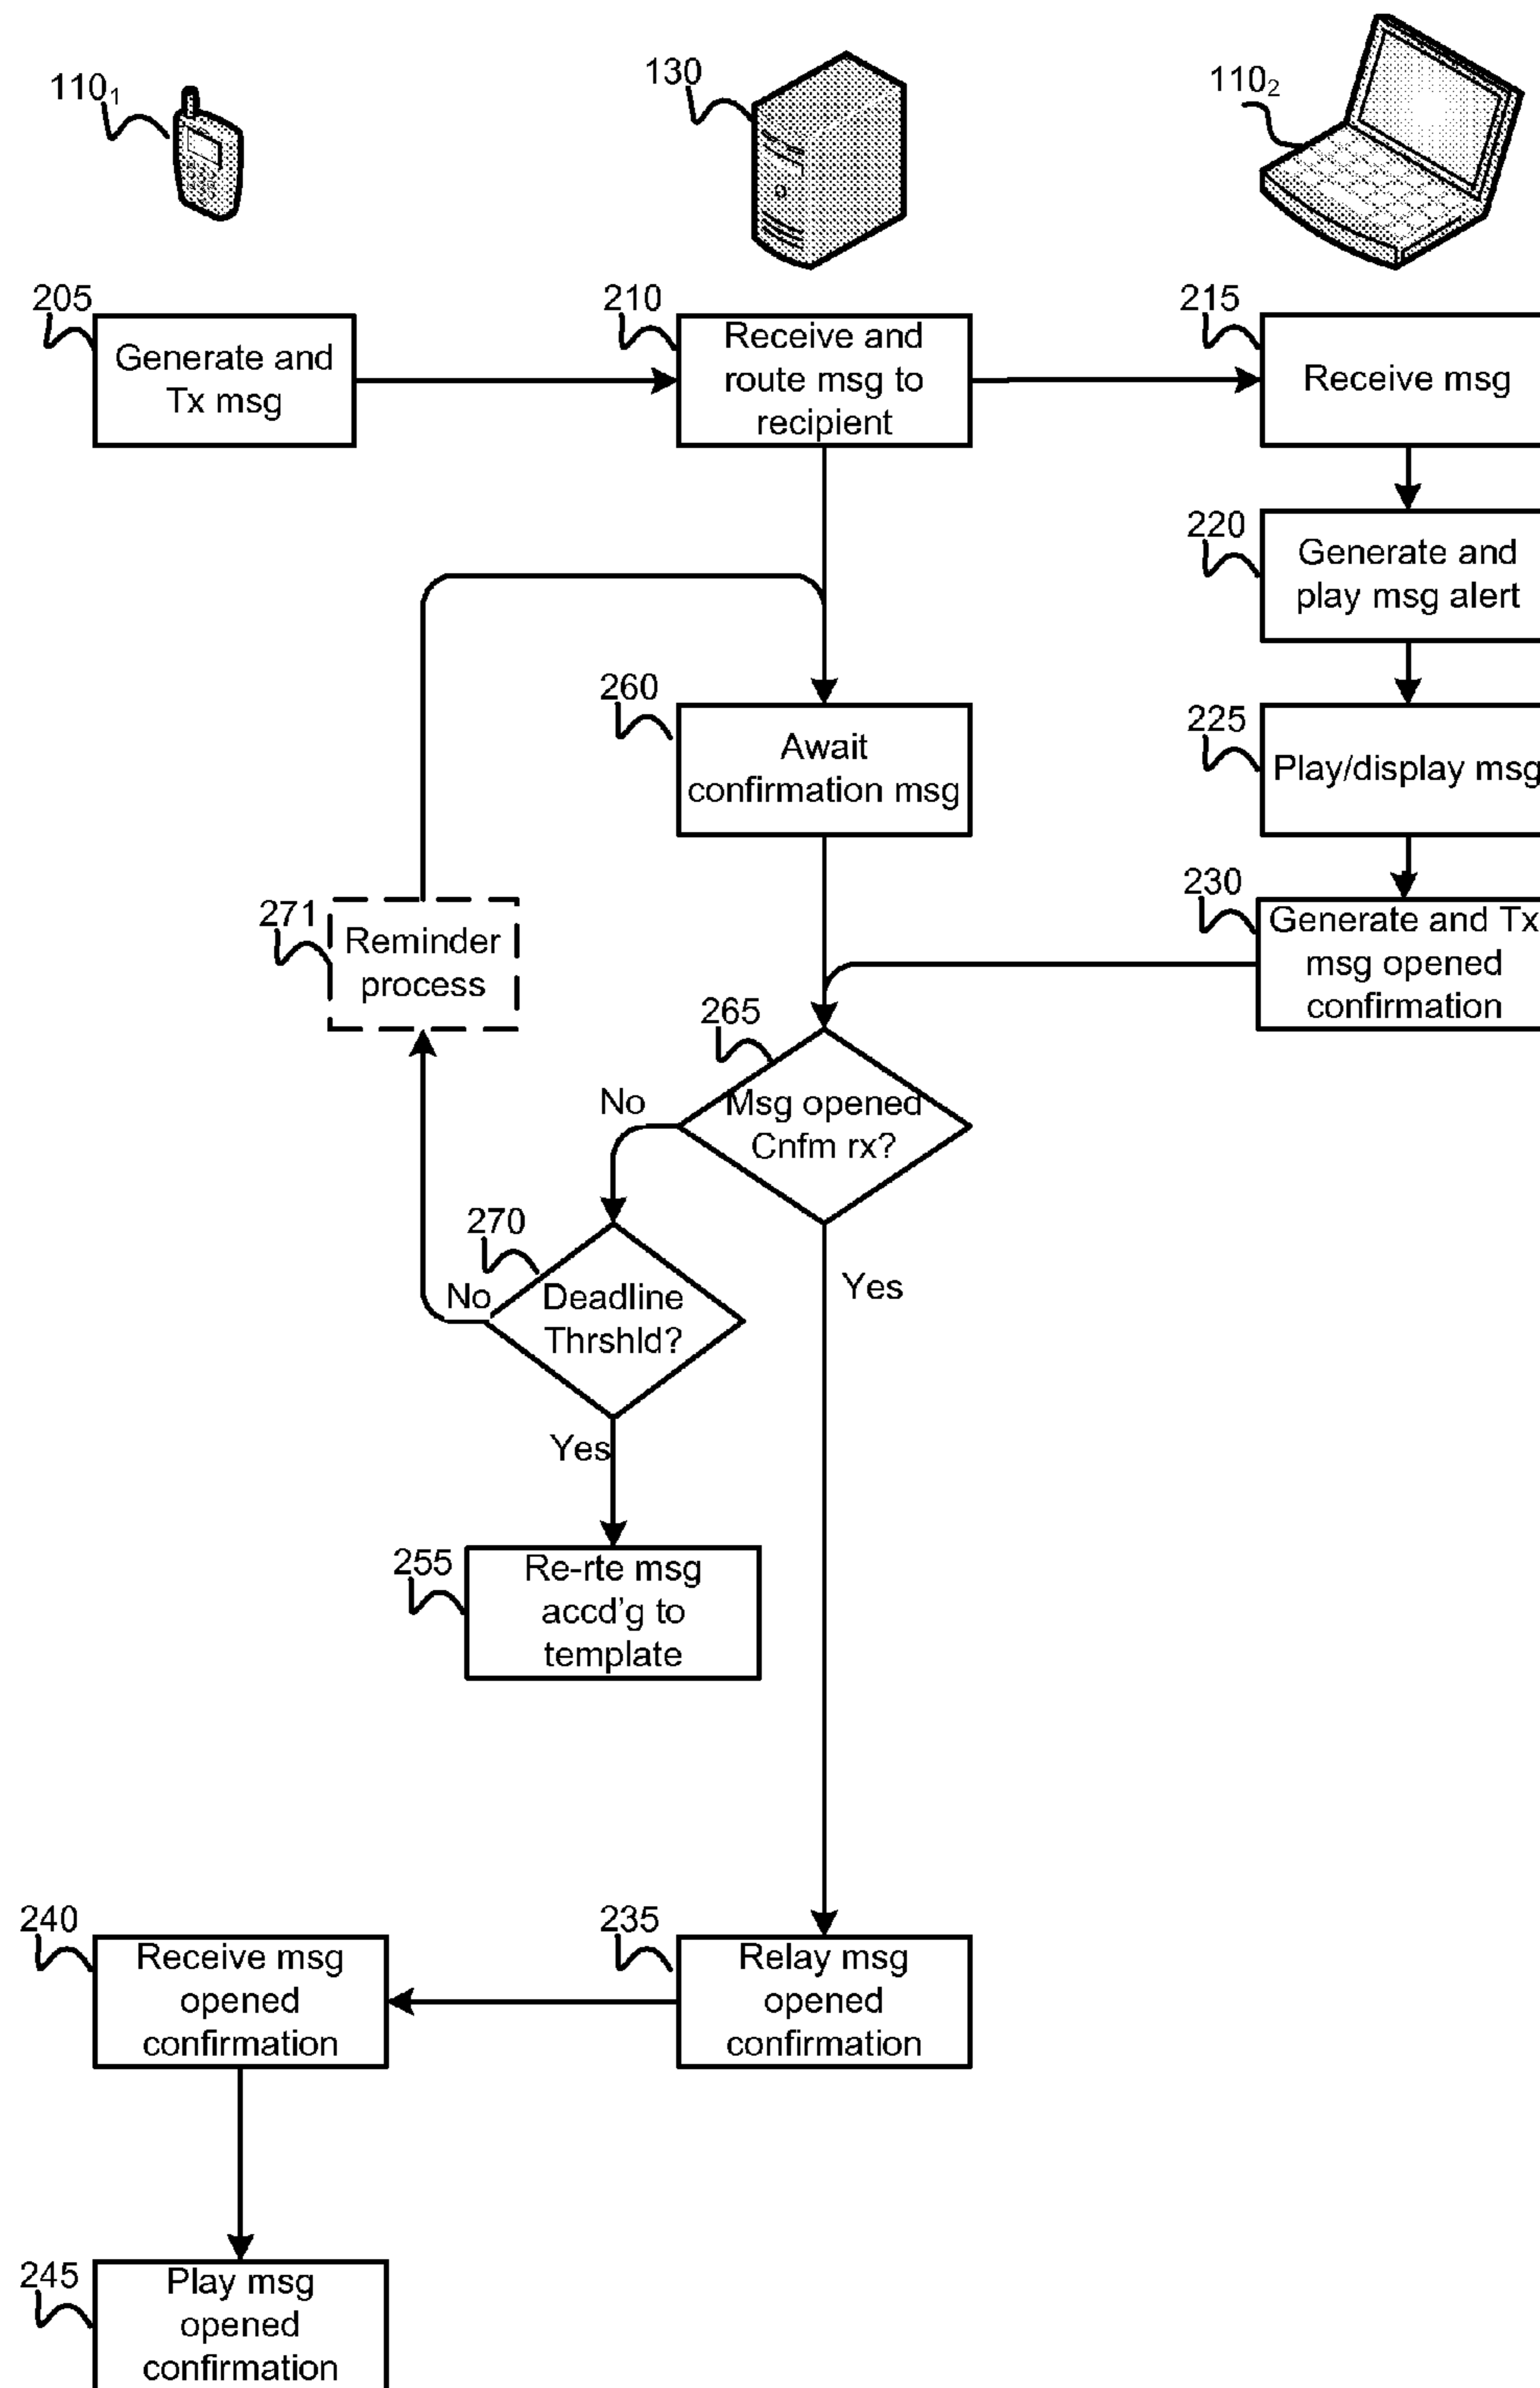 110₁
130
110₂
205
Generate and
Tx msg
210
Receive and
route msg to
recipient
215
Receive msg
220
Generate and
play msg alert
260
Await
confirmation msg
225
Play/display msg
271
Reminder
process
230
Generate and Tx
msg opened
confirmation
265
Msg opened
Cnfm rx?
No
Yes
270
Deadline
Thrshld?
No
Yes
255
Re-rte msg
accd'g to
template
240
Receive msg
opened
confirmation
235
Relay msg
opened
confirmation
245
Play msg
opened
confirmation